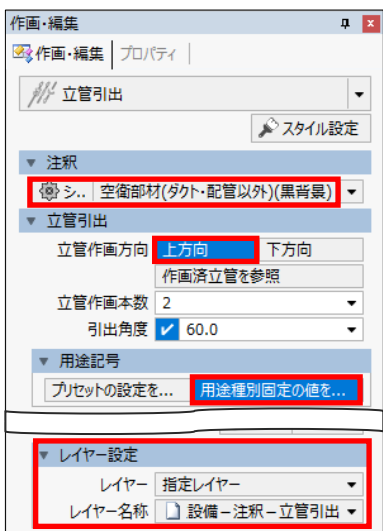 作画・編集
作画・編集 プロパティ
立管引出
スタイル設定
注釈
シ.. 空衛部材(ダクト・配管以外)(黒背景)
立管引出
立管作画方向 上方向 下方向
作画済立管を参照
立管作画本数 2
引出角度 60.0
用途記号
プリセットの設定を... 用途種別固定の値を...
レイヤー設定
レイヤー 指定レイヤー
レイヤー名称 設備－注釈－立管引出